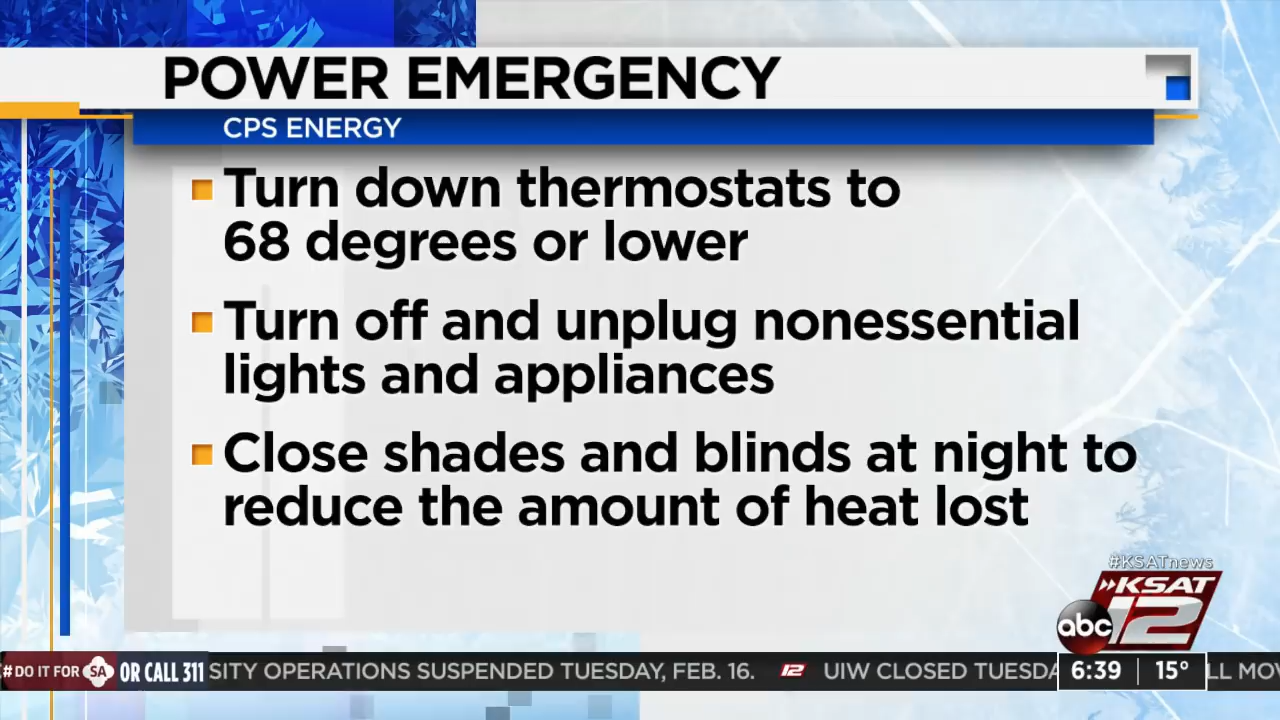 POWER EMERGENCY
CPS ENERGY
Turn down thermostats to
68 degrees or lower
Turn off and unplug nonessential
lights and appliances
Close shades and blinds at night to
reduce the amount of heat lost
#KSATnews
KSAT
abc 12
#DO IT FOR SA OR CALL 311 SITY OPERATIONS SUSPENDED TUESDAY, FEB. 16. 12 UIW CLOSED TUESDA 6:39 15° LL MOV